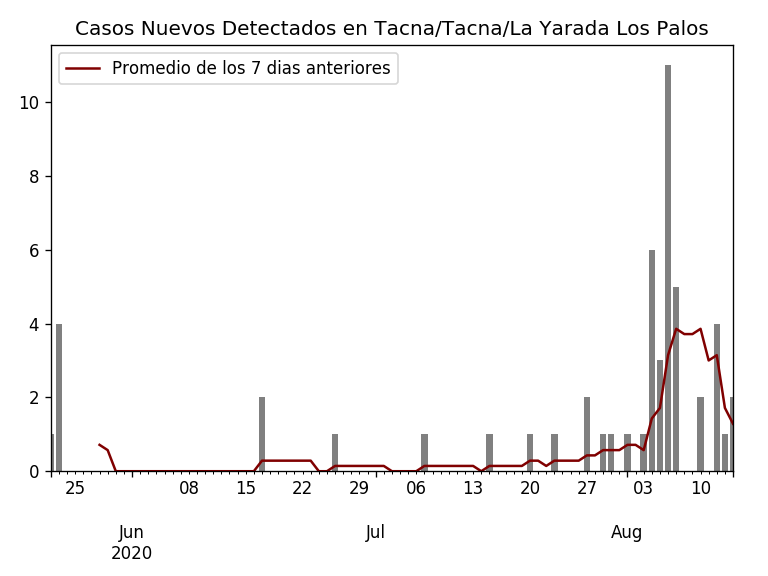 Casos Nuevos Detectados en Tacna/Tacna/La Yarada Los Palos
Promedio de los 7 dias anteriores
10
8
6
4
2
0
25 08 15 22 29 06 13 20 27 03 10
Jun Jul Aug
2020